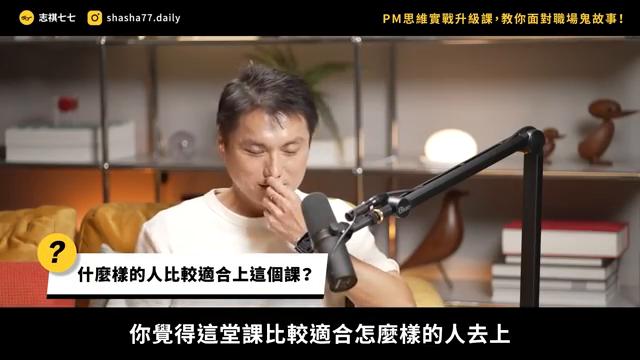 志祺七七
shasha77.daily
PM思維實戰升級課,教你面對職場鬼故事!
?
什麼樣的人比較適合上這個課?
你覺得這堂課比較適合怎麼樣的人去上